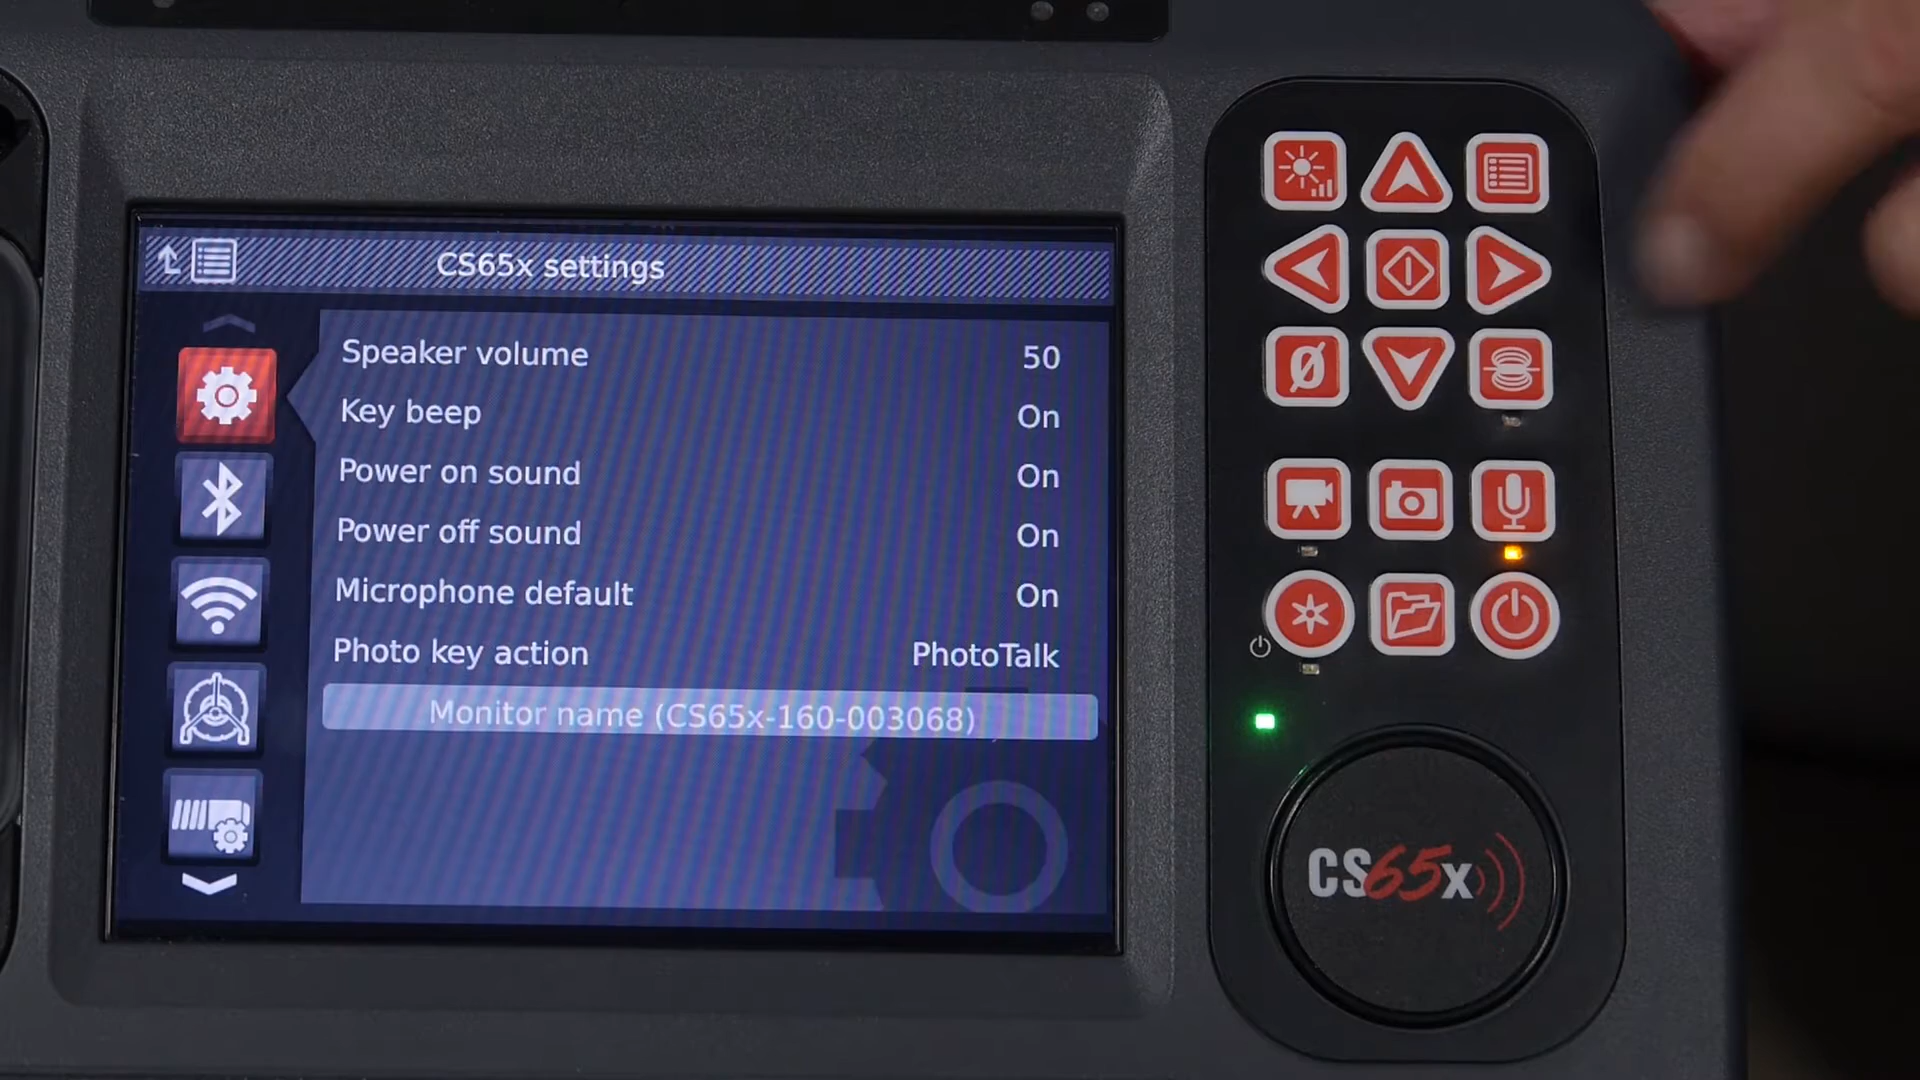 CS65x settings
Speaker volume 50
Key beep On
Power on sound On
Power off sound On
Microphone default On
Photo key action PhotoTalk
Monitor name (CS65x-160-003068)
CS65x